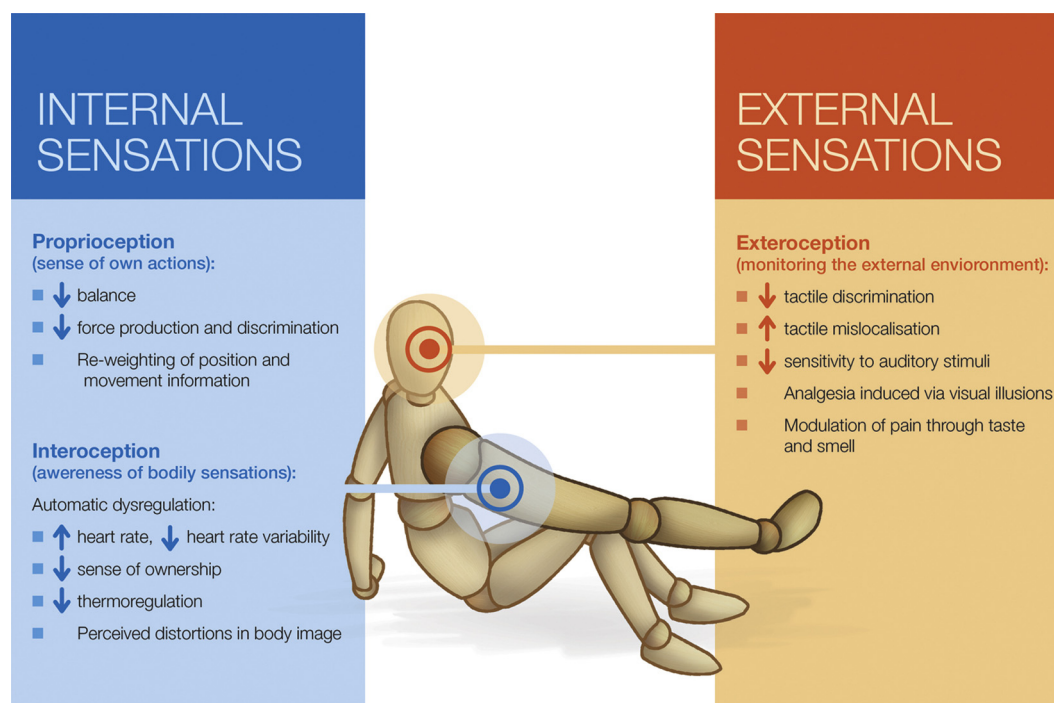 INTERNAL
SENSATIONS
Proprioception
(sense of own actions):
balance
force production and discrimination
Re-weighting of position and
movement information
Interoception
(awereness of bodily sensations):
Automatic dysregulation:
heart rate, heart rate variability
sense of ownership
thermoregulation
Perceived distortions in body image
EXTERNAL
SENSATIONS
Exteroception
(monitoring the external envioronment):
tactile discrimination
tactile mislocalisation
sensitivity to auditory stimuli
Analgesia induced via visual illusions
Modulation of pain through taste
and smell